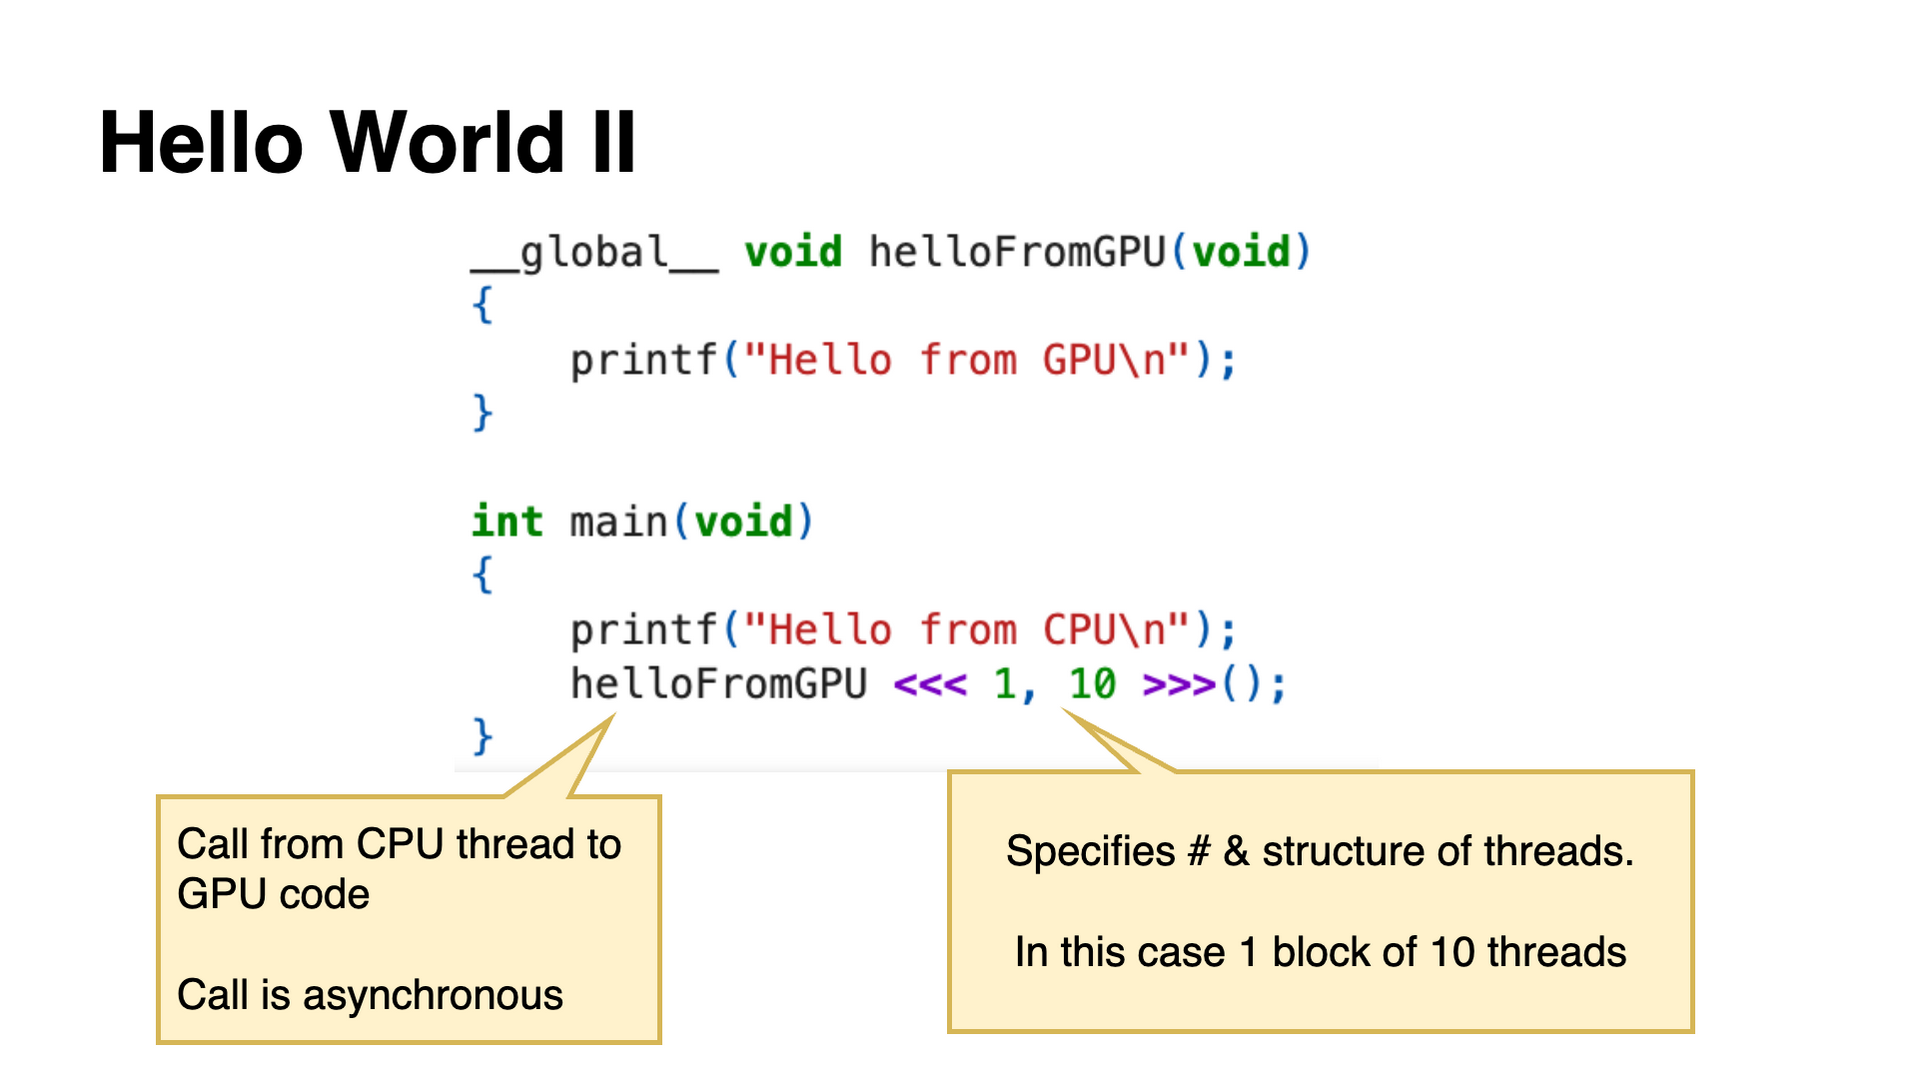 Hello World II
__global__ void helloFromGPU(void)
{
    printf("Hello from GPU\n");
}
int main(void)
{
    printf("Hello from CPU\n");
    helloFromGPU <<< 1, 10 >>>();
}
Call from CPU thread to
GPU code
Call is asynchronous
Specifies # & structure of threads.
In this case 1 block of 10 threads